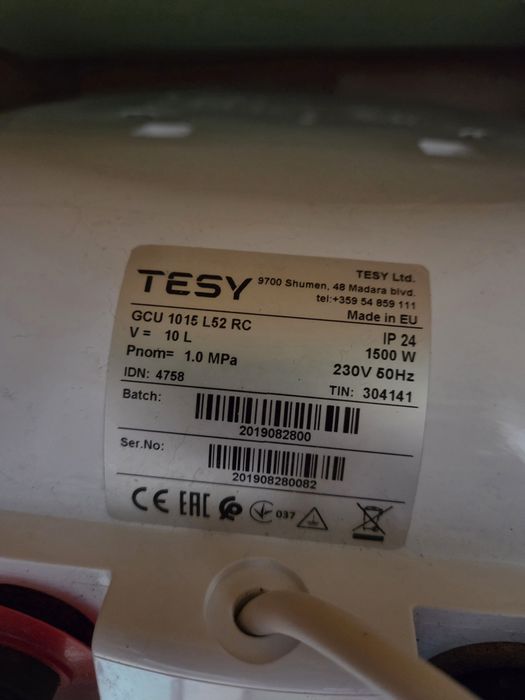 TESY
TESY Ltd.
9700 Shumen, 48 Madara blvd.
tel:+359 54 859 111
Made in EU
GCU 1015 L52 RC
IP 24
V = 10 L
1500 W
Pnom= 1.0 MPa
230V 50Hz
IDN: 4758
TIN: 304141
Batch:
2019082800
Ser.No:
201908280082
CE EAC 037